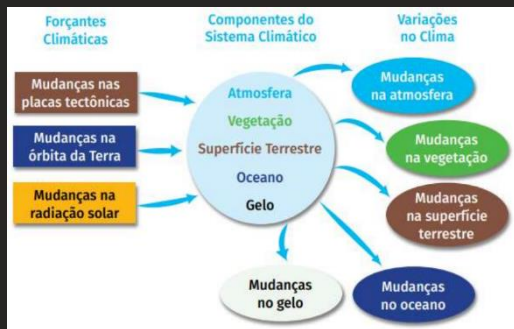 Forçantes
Climáticas
Componentes do
Sistema Climático
Variações
no Clima
Mudanças nas
placas tectônicas
Mudanças na
órbita da Terra
Mudanças na
radiação solar
Atmosfera
Vegetação
Superfície Terrestre
Oceano
Gelo
Mudanças
na atmosfera
Mudanças
na vegetação
Mudanças
na superfície
terrestre
Mudanças
no gelo
Mudanças
no oceano